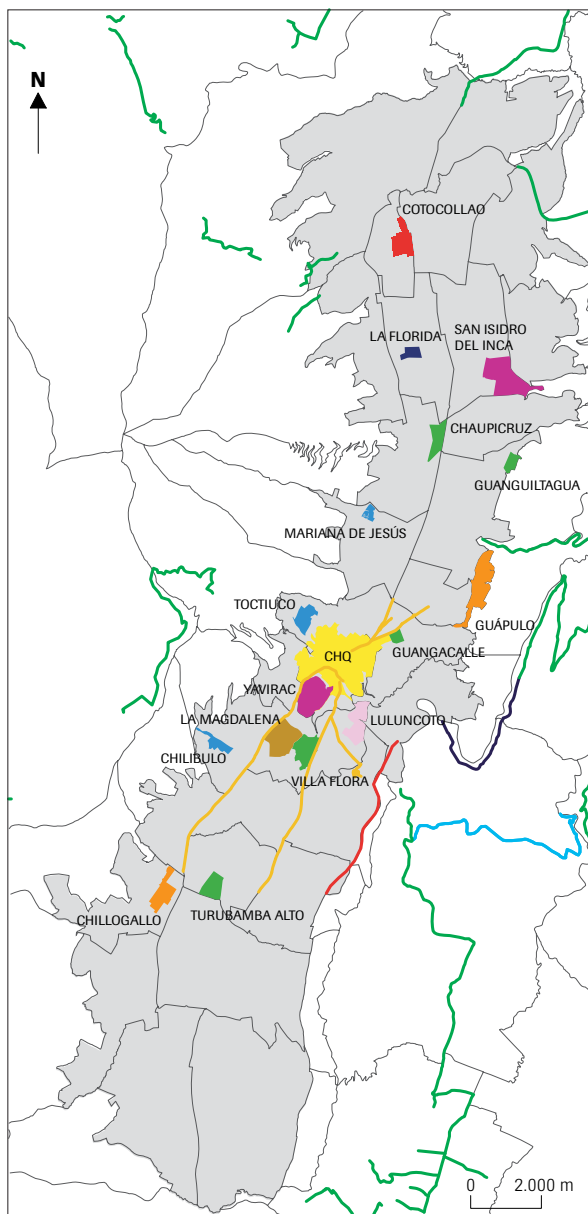 N
COTOCOLLAO
LA FLORIDA
SAN ISIDRO
DEL INCA
CHAUPICRUZ
GUANGUILTAGUA
MARIANA DE JESÚS
TOCTIUCO
GUÁPULO
CHQ
GUANGACALLE
YAVIRAC
LA MAGDALENA
LULUNCOTO
CHILIBULO
VILLA FLORA
CHILLOGALLO
TURUBAMBA ALTO
0 2.000 m